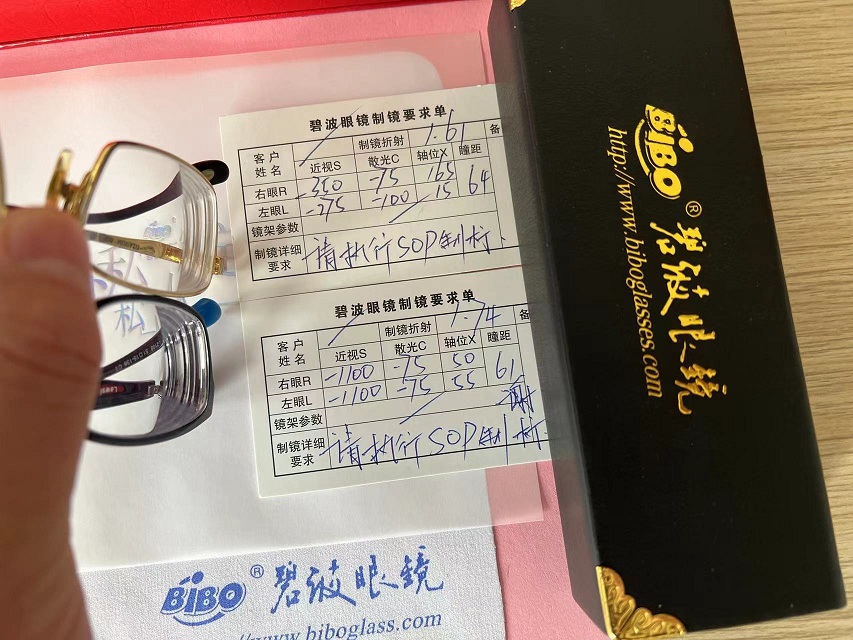 碧波眼镜制镜要求单
客户姓名 制镜折射 1.61 备
近视S 散光C 轴位X 瞳距
右眼R -350 -75 165 64
左眼L -275 -100 15
镜架参数
制镜详细要求 请执行SOP制析
碧波眼镜制镜要求单
客户姓名 制镜折射 1.74 备
近视S 散光C 轴位X 瞳距
右眼R -1100 -75 50 61
左眼L -1100 -75 55
镜架参数
制镜详细要求 请执行SOP制析
谢
松
BiBO® 碧波眼镜
http://www.biboglasses.com
BiBO® 碧波眼镜
//www.biboglass.com